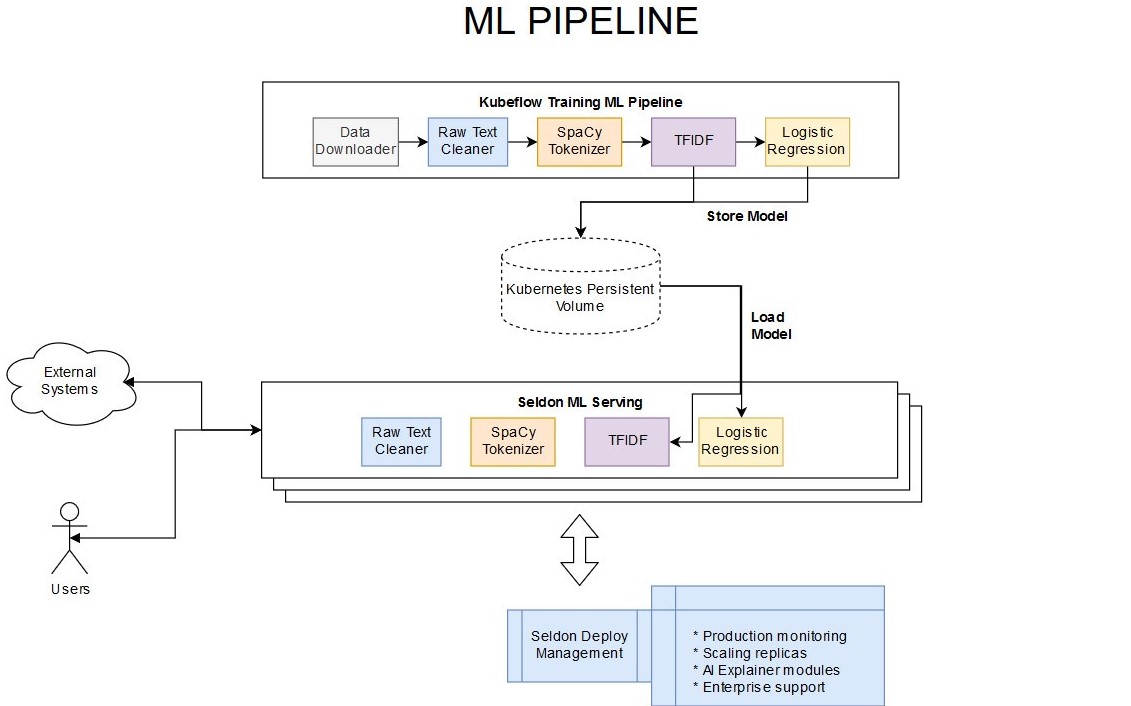 ML PIPELINE
Kubeflow Training ML Pipeline
Data
Downloader
Raw Text
Cleaner
SpaCy
Tokenizer
TFIDF
Logistic
Regression
Store Model
Kubernetes Persistent
Volume
Load
Model
External
Systems
Seldon ML Serving
Raw Text
Cleaner
SpaCy
Tokenizer
TFIDF
Logistic
Regression
Users
Seldon Deploy
Management
* Production monitoring
* Scaling replicas
* AI Explainer modules
* Enterprise support